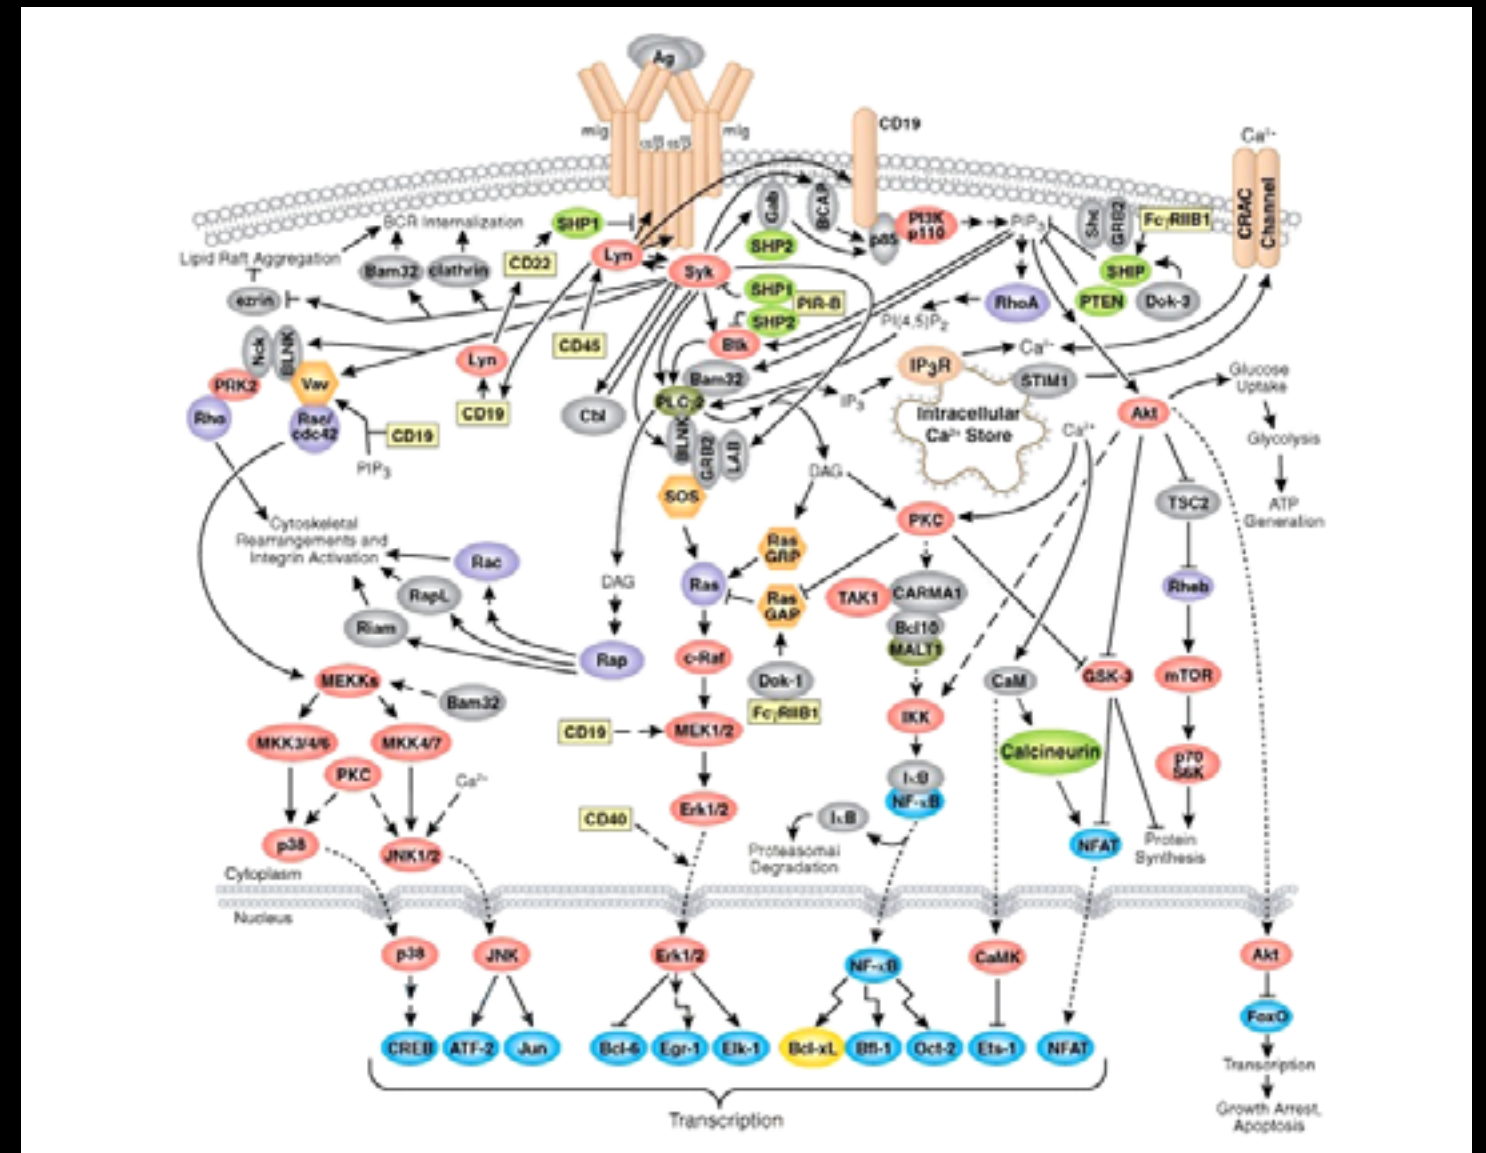 Ag
mIg
α/β α/β
mIg
CD19
Ca²⁺
CRAC
Channel
BCR Internalization
SHP1
Lyn
Gab
BCAP
SHP2
p85
PI3K
p110
PIP₃
Shc
GRB2
FcγRIIB1
Lipid Raft Aggregation
Bam32
clathrin
CD22
Syk
SHIP
ezrin
SHP1
PIR-B
SHP2
RhoA
PTEN
Dok-3
PI(4,5)P₂
Nck
BLNK
Lyn
CD45
Btk
Ca²⁺
PRK2
Vav
Bam32
IP₃R
STIM1
Glucose
Uptake
Rho
Rac/
cdc42
CD19
CD19
Cbl
PLCγ2
IP₃
Intracellular
Ca²⁺ Store
Akt
Ca²⁺
PIP₃
BLNK
GRB2
LAB
DAG
Glycolysis
SOS
TSC2
ATP
Generation
Cytoskeletal
Rearrangements and
Integrin Activation
PKC
Ras
GRP
Rac
DAG
Ras
Rheb
RapL
Ras
GAP
TAK1
CARMA1
Riam
Bcl10
MALT1
Rap
c-Raf
MEKKs
Dok-1
CaM
GSK-3
mTOR
Bam32
FcγRIIB1
IKK
CD19
MEK1/2
MKK3/4/6
MKK4/7
Calcineurin
p70
S6K
PKC
Ca²⁺
IκB
NF-κB
Erk1/2
CD40
IκB
p38
JNK1/2
Proteasomal
Degradation
NFAT
Protein
Synthesis
Cytoplasm
Nucleus
p38
JNK
Erk1/2
NF-κB
CaMK
Akt
FoxO
CREB
ATF-2
Jun
Bcl-6
Egr-1
Elk-1
Bcl-xL
Bfl-1
Oct-2
Ets-1
NFAT
Transcription
Transcription
Growth Arrest,
Apoptosis